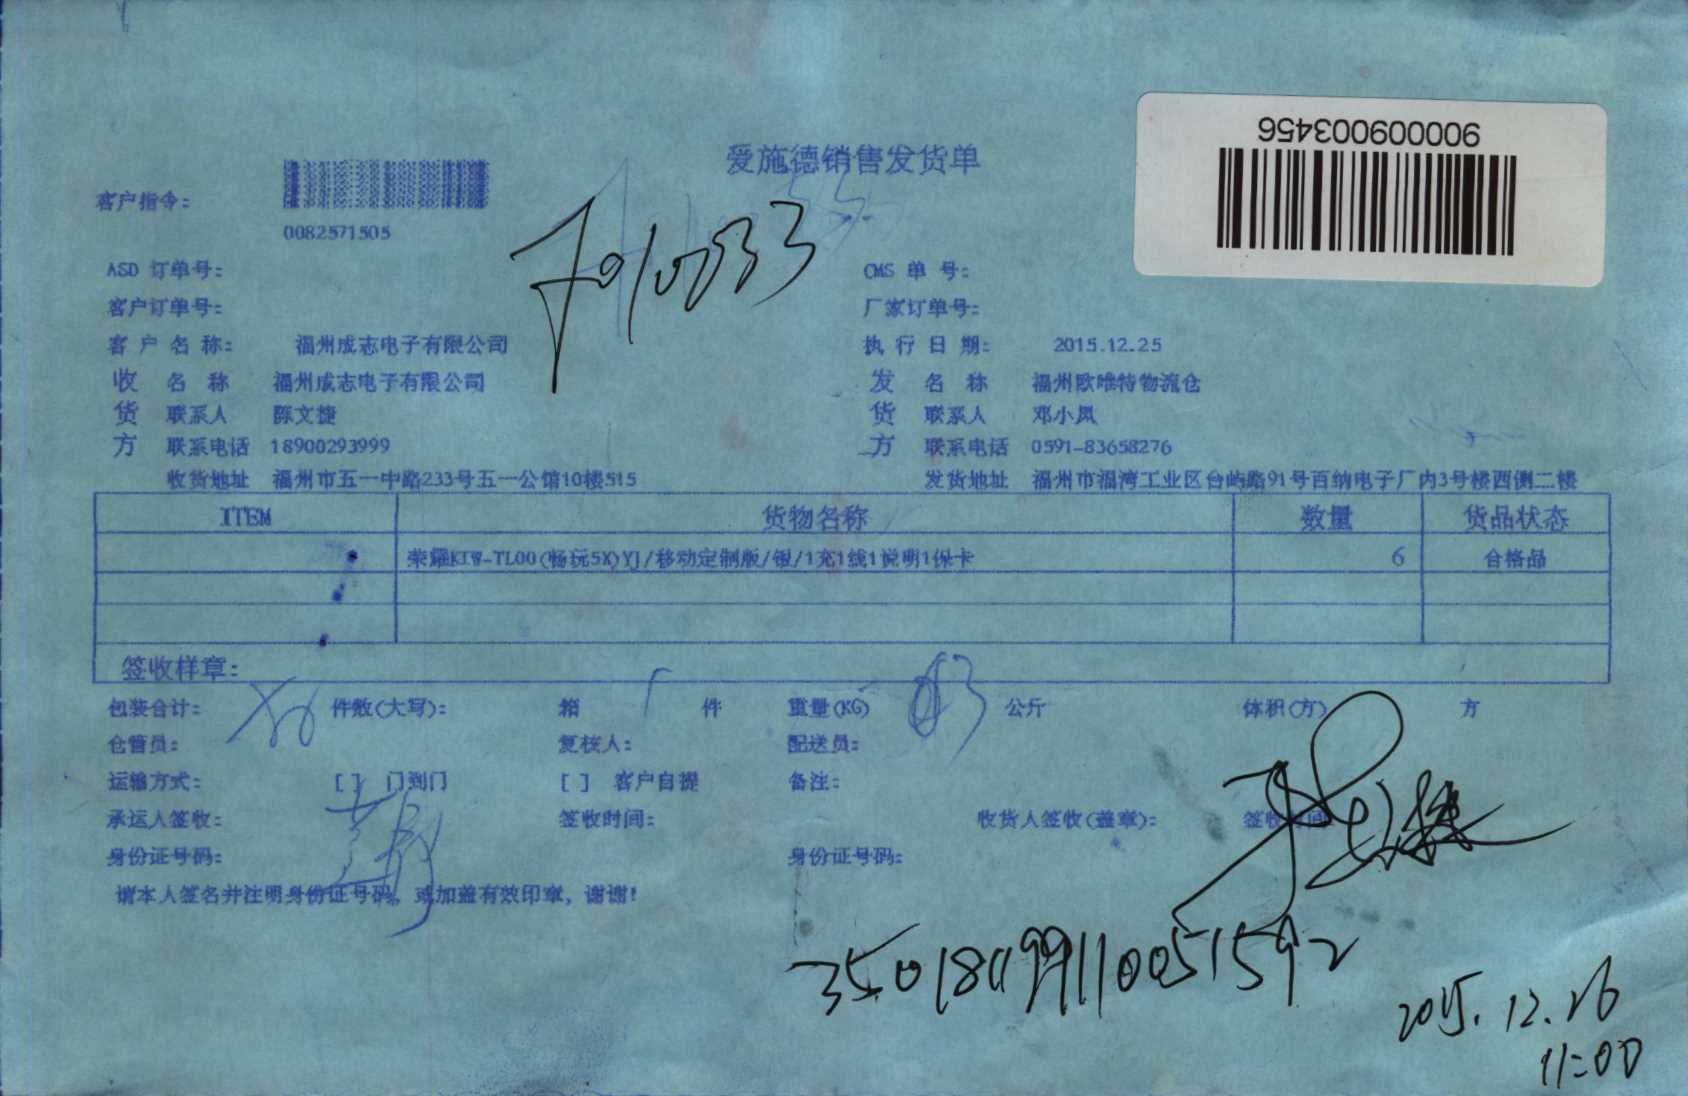 900009003456
爱施德销售发货单
客户指令:
0082571505
7010033
ASD 订单号:
CMS 单 号:
客户订单号:
厂家订单号:
客 户 名 称: 福州成志电子有限公司
执 行 日 期: 2015.12.25
收 名 称 福州成志电子有限公司
发 名 称 福州欧唯特物流仓
货 联系人 陈文捷
货 联系人 邓小凤
方 联系电话 18900293999
方 联系电话 0591-83658276
收货地址 福州市五一中路233号五一公馆10楼515
发货地址 福州市福湾工业区台屿路91号百纳电子厂内3号楼西侧二楼
ITEM 货物名称 数量 货品状态
荣耀KIW-TL00(畅玩5X)YJ/移动定制版/银/1充1线1说明1保卡 6 合格品
签收样章:
包装合计: 件数(大写): 箱 件 重量(KG) 公斤 体积(方) 方
仓管员: 复核人: 配送员:
运输方式: [ ] 门到门 [ ] 客户自提 备注:
承运人签收: 签收时间: 收货人签收(盖章):
身份证号码: 身份证号码:
请本人签名并注明身份证号码, 或加盖有效印章, 谢谢!
2015.12.26
11:00